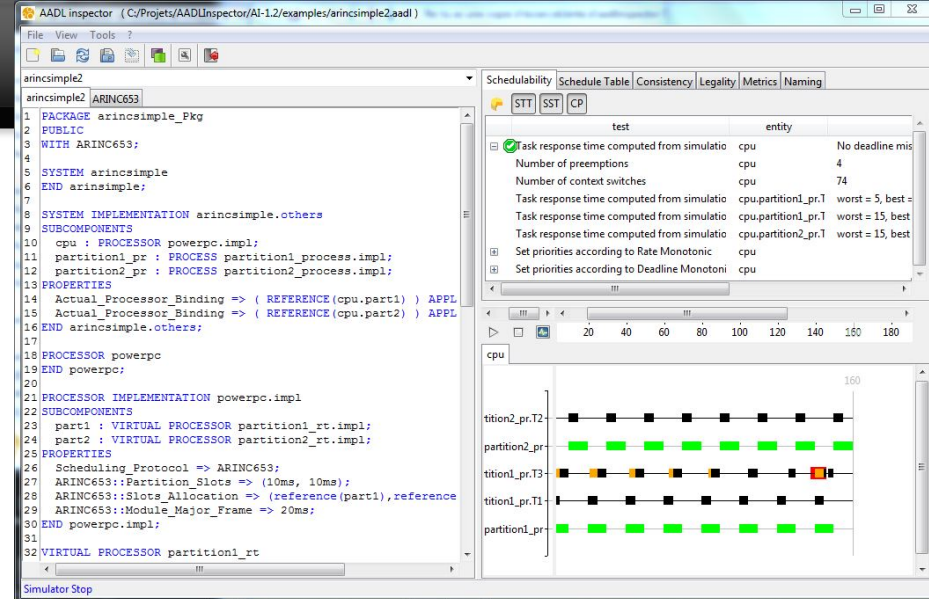 AADL inspector ( C:/Projets/AADLInspector/AI-1.2/examples/arincsimple2.aadl )
File View Tools ?
arincsimple2
arincsimple2 ARINC653
1 PACKAGE arincsimple_Pkg
2 PUBLIC
3 WITH ARINC653;
4
5 SYSTEM arincsimple
6 END arinsimple;
7
8 SYSTEM IMPLEMENTATION arincsimple.others
9 SUBCOMPONENTS
10 cpu : PROCESSOR powerpc.impl;
11 partition1_pr : PROCESS partition1_process.impl;
12 partition2_pr : PROCESS partition2_process.impl;
13 PROPERTIES
14 Actual_Processor_Binding => ( REFERENCE(cpu.part1) ) APPL
15 Actual_Processor_Binding => ( REFERENCE(cpu.part2) ) APPL
16 END arincsimple.others;
17
18 PROCESSOR powerpc
19 END powerpc;
20
21 PROCESSOR IMPLEMENTATION powerpc.impl
22 SUBCOMPONENTS
23 part1 : VIRTUAL PROCESSOR partition1_rt.impl;
24 part2 : VIRTUAL PROCESSOR partition2_rt.impl;
25 PROPERTIES
26 Scheduling_Protocol => ARINC653;
27 ARINC653::Partition_Slots => (10ms, 10ms);
28 ARINC653::Slots_Allocation => (reference(part1),reference
29 ARINC653::Module_Major_Frame => 20ms;
30 END powerpc.impl;
31
32 VIRTUAL PROCESSOR partition1_rt
Simulator Stop
Schedulability Schedule Table Consistency Legality Metrics Naming
STT SST CP
test entity
Task response time computed from simulatio cpu No deadline mis
Number of preemptions cpu 4
Number of context switches cpu 74
Task response time computed from simulatio cpu.partition1_pr.T worst = 5, best =
Task response time computed from simulatio cpu.partition1_pr.T worst = 15, best
Task response time computed from simulatio cpu.partition2_pr.T worst = 15, best
Set priorities according to Rate Monotonic cpu
Set priorities according to Deadline Monotoni cpu
20 40 60 80 100 120 140 160 180
cpu
160
tition2_pr.T2
partition2_pr
tition1_pr.T3
tition1_pr.T1
partition1_pr